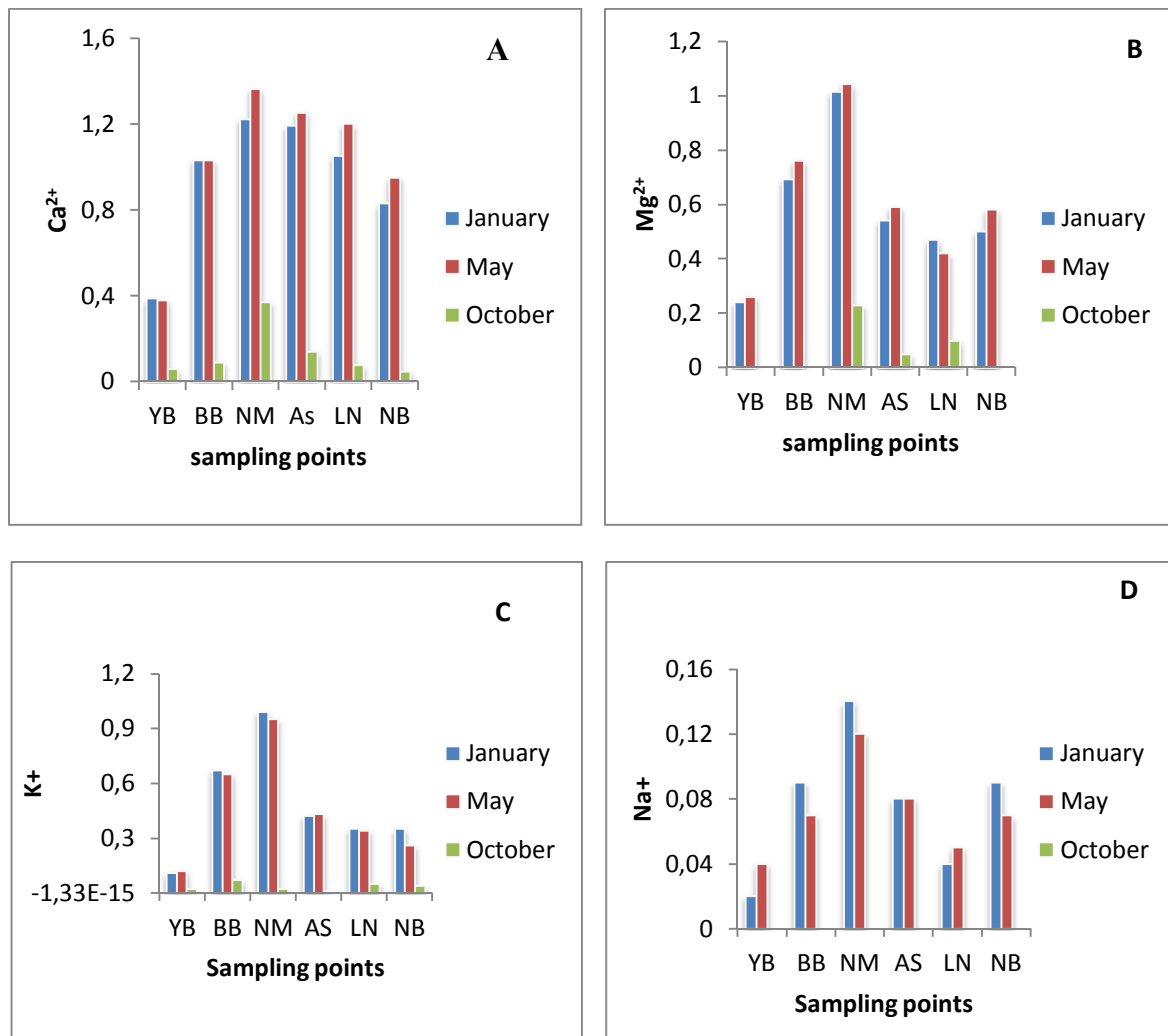 A
1,6
1,2
0,8
0,4
0
Ca²⁺
YB BB NM As LN NB
sampling points
January
May
October
B
1,2
1
0,8
0,6
0,4
0,2
0
Mg²⁺
YB BB NM AS LN NB
sampling points
January
May
October
C
1,2
0,9
0,6
0,3
-1,33E-15
K+
YB BB NM AS LN NB
Sampling points
January
May
October
D
0,16
0,12
0,08
0,04
0
Na+
YB BB NM AS LN NB
Sampling points
January
May
October